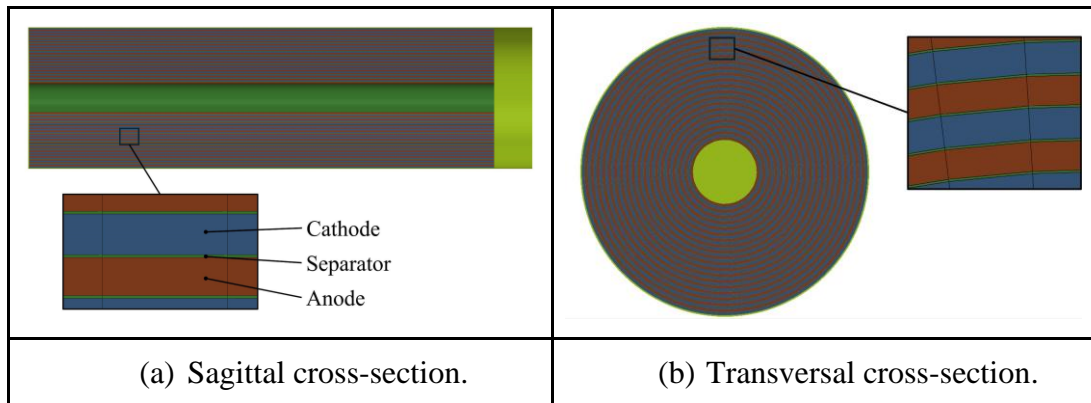 Cathode
Separator
Anode
(a) Sagittal cross-section.
(b) Transversal cross-section.